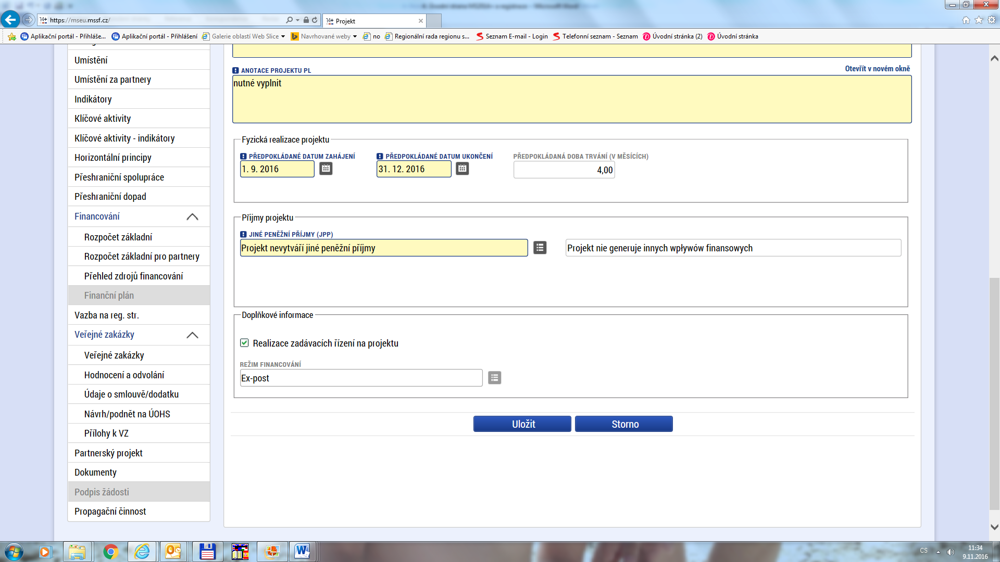 https://mseu.mssf.cz/
14+ Projekt
Aplikační portál - Přihláše...
Aplikační portál - Přihlášení
Galerie oblastí Web Slice
Navrhované weby
no
Regionální rada regionu s...
Seznam E-mail - Login
Telefonní seznam - Seznam
Úvodní stránka (2)
Úvodní stránka
Umístění
Umístění za partnery
Indikátory
Klíčové aktivity
Klíčové aktivity - indikátory
Horizontální principy
Přeshraniční spolupráce
Přeshraniční dopad
Financování
Rozpočet základní
Rozpočet základní pro partnery
Přehled zdrojů financování
Finanční plán
Vazba na reg. str.
Veřejné zakázky
Veřejné zakázky
Hodnocení a odvolání
Údaje o smlouvě/dodatku
Návrh/podnět na ÚOHS
Přílohy k VZ
Partnerský projekt
Dokumenty
Podpis žádosti
Propagační činnost
ANOTACE PROJEKTU PL
Otevřít v novém okně
nutné vyplnit
Fyzická realizace projektu
PŘEDPOKLÁDANÉ DATUM ZAHÁJENÍ
1. 9. 2016
PŘEDPOKLÁDANÉ DATUM UKONČENÍ
31. 12. 2016
PŘEDPOKLÁDANÁ DOBA TRVÁNÍ (V MĚSÍCÍCH)
4,00
Příjmy projektu
JINÉ PENĚŽNÍ PŘÍJMY (JPP)
Projekt nevytváří jiné peněžní příjmy
Projekt nie generuje innych wpływów finansowych
Doplňkové informace
Realizace zadávacích řízení na projektu
REŽIM FINANCOVÁNÍ
Ex-post
Uložit
Storno
CS
11:34
9.11.2016